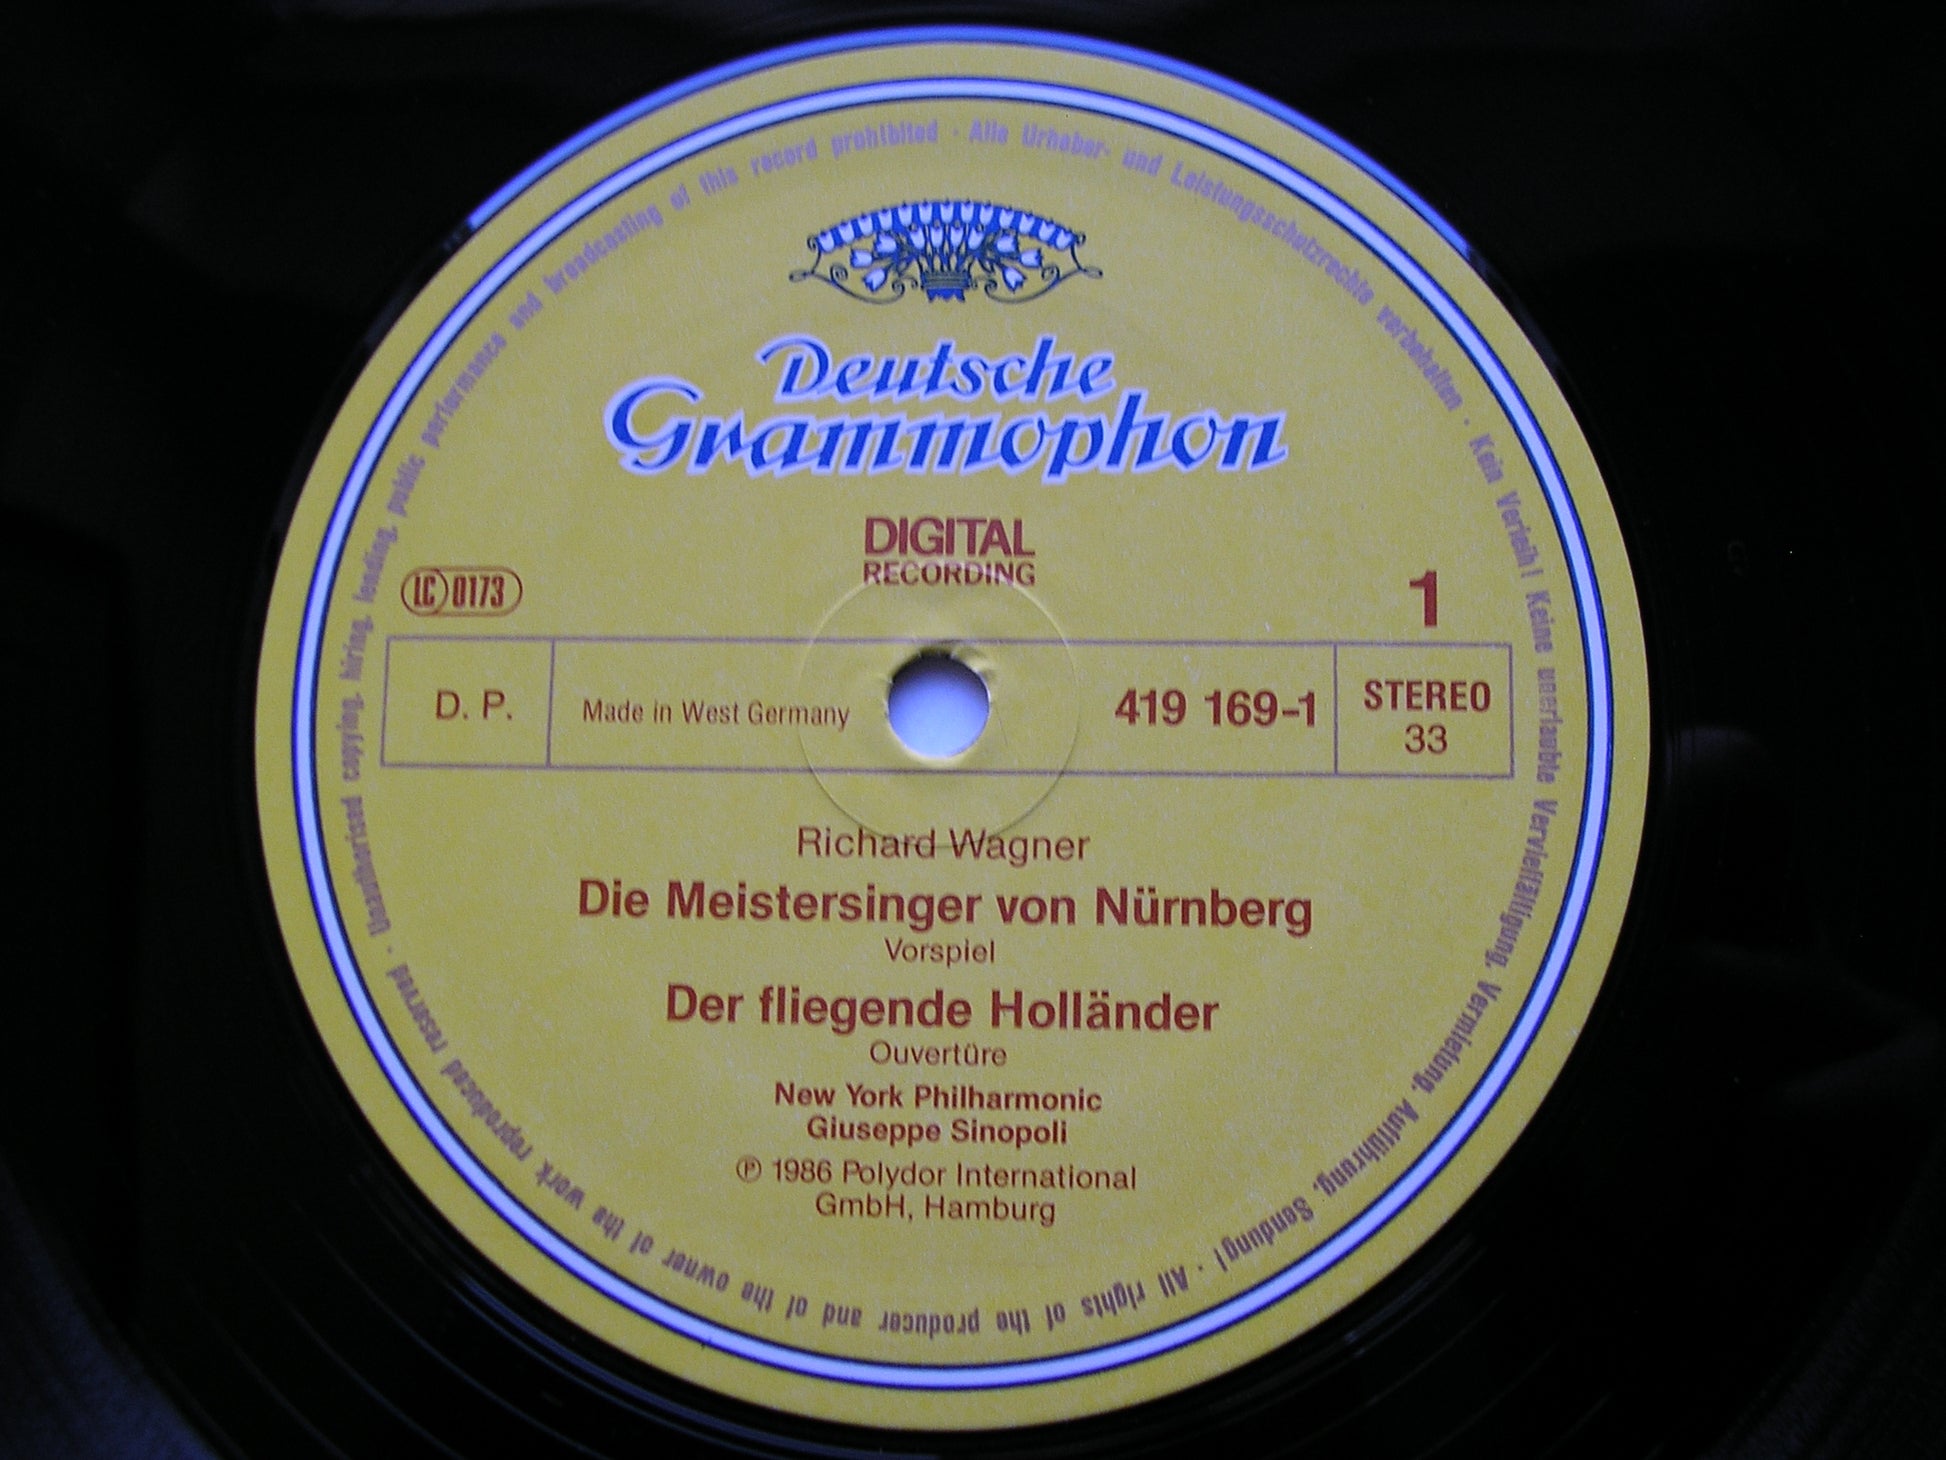 Deutsche
Grammophon
DIGITAL
RECORDING
LC 0173
1
D. P.
Made in West Germany
419 169-1
STEREO
33
Richard Wagner
Die Meistersinger von Nürnberg
Vorspiel
Der fliegende Holländer
Ouvertüre
New York Philharmonic
Giuseppe Sinopoli
℗ 1986 Polydor International
GmbH, Hamburg
Alle Urheber- und Leistungsschutzrechte vorbehalten · Kein Verleih! Keine unerlaubte Vervielfältigung, Vermietung, Aufführung, Sendung! · All rights of the producer and of the owner of the work reproduced reserved · Unauthorised copying, hiring, lending, public performance and broadcasting of this record prohibited ·